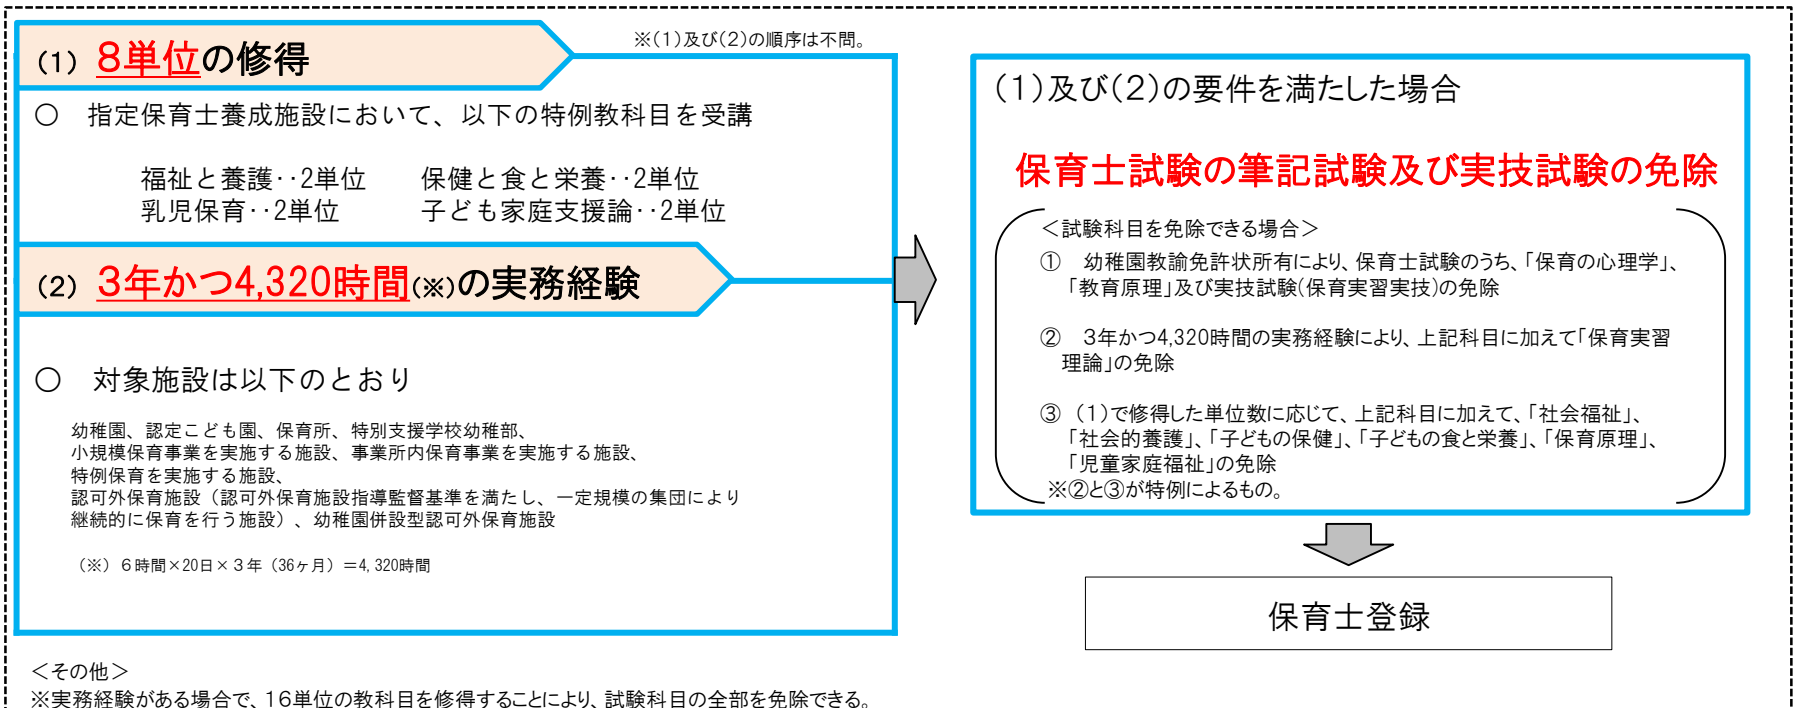 (1) 8単位の修得
※(1)及び(2)の順序は不問。
○ 指定保育士養成施設において、以下の特例教科目を受講
福祉と養護‥2単位 保健と食と栄養‥2単位
乳児保育‥2単位 子ども家庭支援論‥2単位
(2) 3年かつ4,320時間(※)の実務経験
○ 対象施設は以下のとおり
幼稚園、認定こども園、保育所、特別支援学校幼稚部、
小規模保育事業を実施する施設、事業所内保育事業を実施する施設、
特例保育を実施する施設、
認可外保育施設（認可外保育施設指導監督基準を満たし、一定規模の集団により
継続的に保育を行う施設）、幼稚園併設型認可外保育施設
（※）６時間×20日×３年（36ヶ月）＝4,320時間
(1)及び(2)の要件を満たした場合
保育士試験の筆記試験及び実技試験の免除
＜試験科目を免除できる場合＞
① 幼稚園教諭免許状所有により、保育士試験のうち、「保育の心理学」、
「教育原理」及び実技試験(保育実習実技)の免除
② 3年かつ4,320時間の実務経験により、上記科目に加えて「保育実習
理論」の免除
③ (1)で修得した単位数に応じて、上記科目に加えて、「社会福祉」、
「社会的養護」、「子どもの保健」、「子どもの食と栄養」、「保育原理」、
「児童家庭福祉」の免除
※②と③が特例によるもの。
保育士登録
＜その他＞
※実務経験がある場合で、16単位の教科目を修得することにより、試験科目の全部を免除できる。